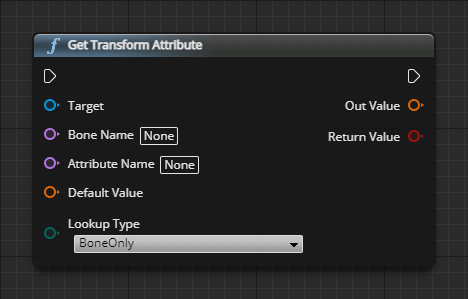 f Get Transform Attribute
Target
Out Value
Bone Name None
Return Value
Attribute Name None
Default Value
Lookup Type
BoneOnly